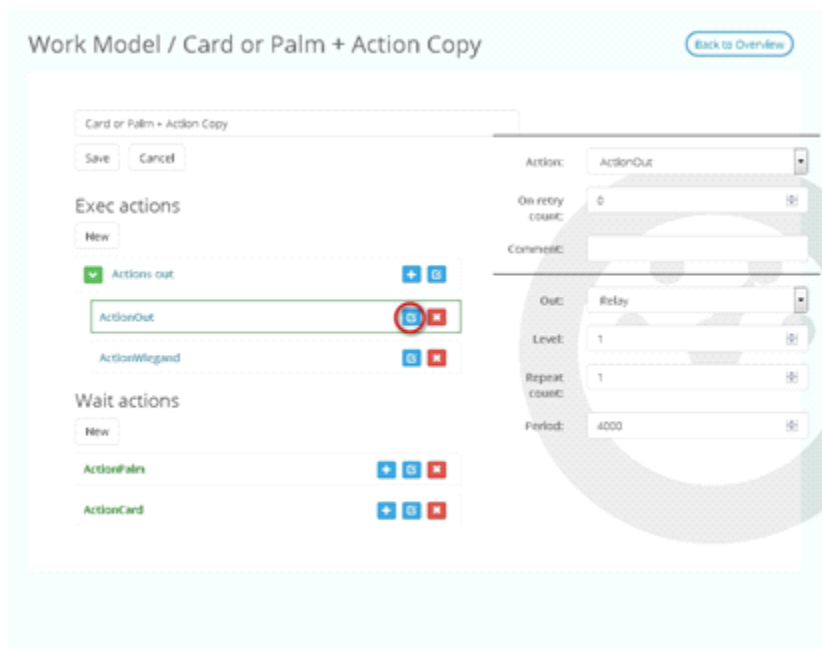 Work Model / Card or Palm + Action Copy
Back to Overview
Card or Palm + Action Copy
Save
Cancel
Exec actions
New
Actions out
ActionOut
ActionWiegand
Wait actions
New
ActionPalm
ActionCard
Action:
ActionOut
On retry
count:
0
Comment:
Out:
Relay
Level:
1
Repeat
count:
1
Period:
4000